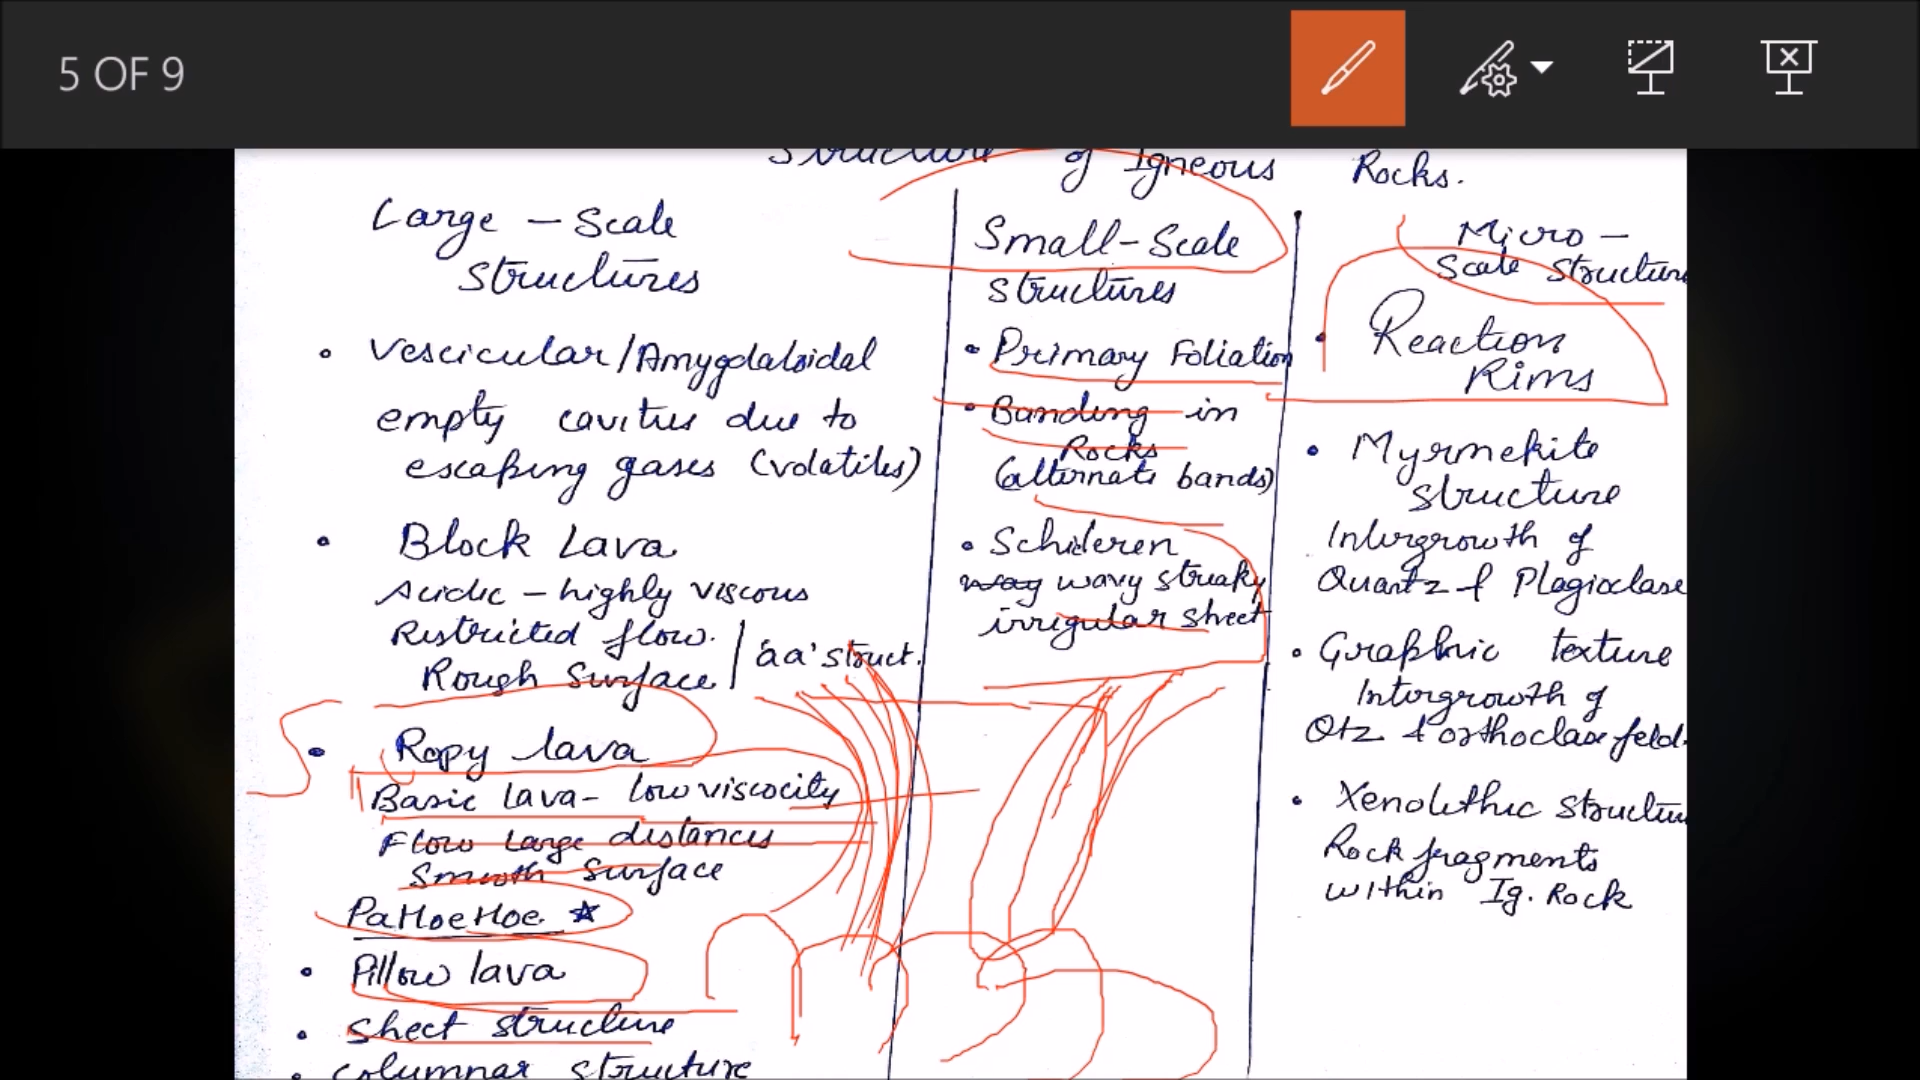 5 OF 9
Structure of Igneous Rocks.
Large - Scale
Structures
• Vescicular/Amygdaloidal
empty cavities due to
escaping gases (volatiles)
• Block Lava
Acidic - highly viscous
Restricted flow.
Rough Surface / 'aa' struct.
• Ropy lava
Basic lava - low viscocity
Flow Large distances
Smooth Surface
PaHoeHoe ☆
• Pillow lava
• Sheet structure
• columnar structure
Small-Scale
structures
• Primary Foliation
• Banding in
Rocks
(alternate bands)
• Schileren
way wavy streaky
irregular sheet
Micro -
Scale structure
• Reaction
Rims
• Myrmekite
structure
Intergrowth of
Quartz & Plagioclase
• Graphic texture
Intergrowth of
Qtz & orthoclase feld.
• Xenolithic structure
Rock fragments
within Ig. Rock